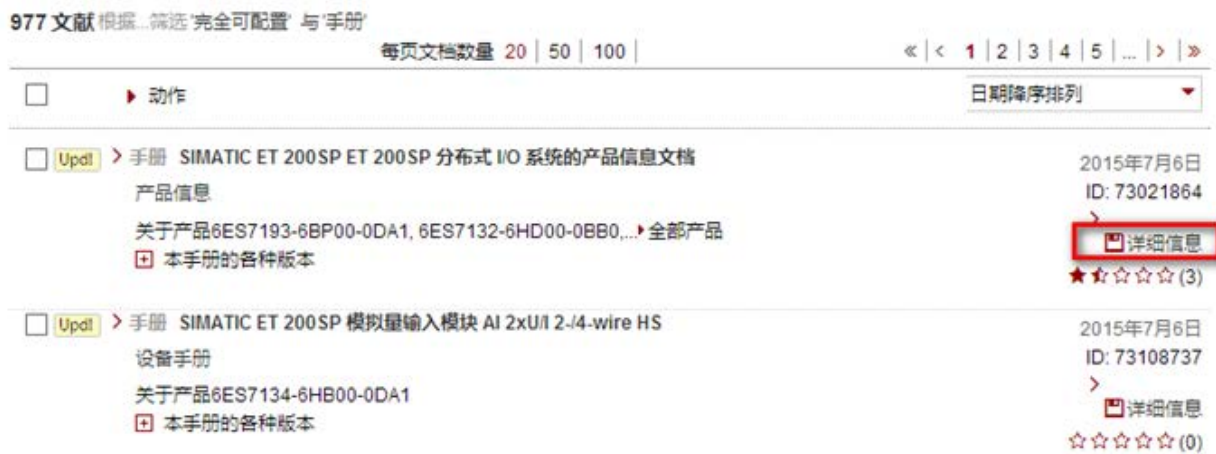 977 文献 根据...筛选 '完全可配置' 与 '手册'
每页文档数量 20 | 50 | 100 |
« | < 1 | 2 | 3 | 4 | 5 | ... | > | »
动作
日期降序排列
Upd! > 手册 SIMATIC ET 200SP ET 200SP 分布式 I/O 系统的产品信息文档
2015年7月6日
产品信息
ID: 73021864
关于产品6ES7193-6BP00-0DA1, 6ES7132-6HD00-0BB0,... 全部产品
>
详细信息
本手册的各种版本
(3)
Upd! > 手册 SIMATIC ET 200SP 模拟量输入模块 AI 2xU/I 2-/4-wire HS
2015年7月6日
设备手册
ID: 73108737
关于产品6ES7134-6HB00-0DA1
>
详细信息
本手册的各种版本
(0)